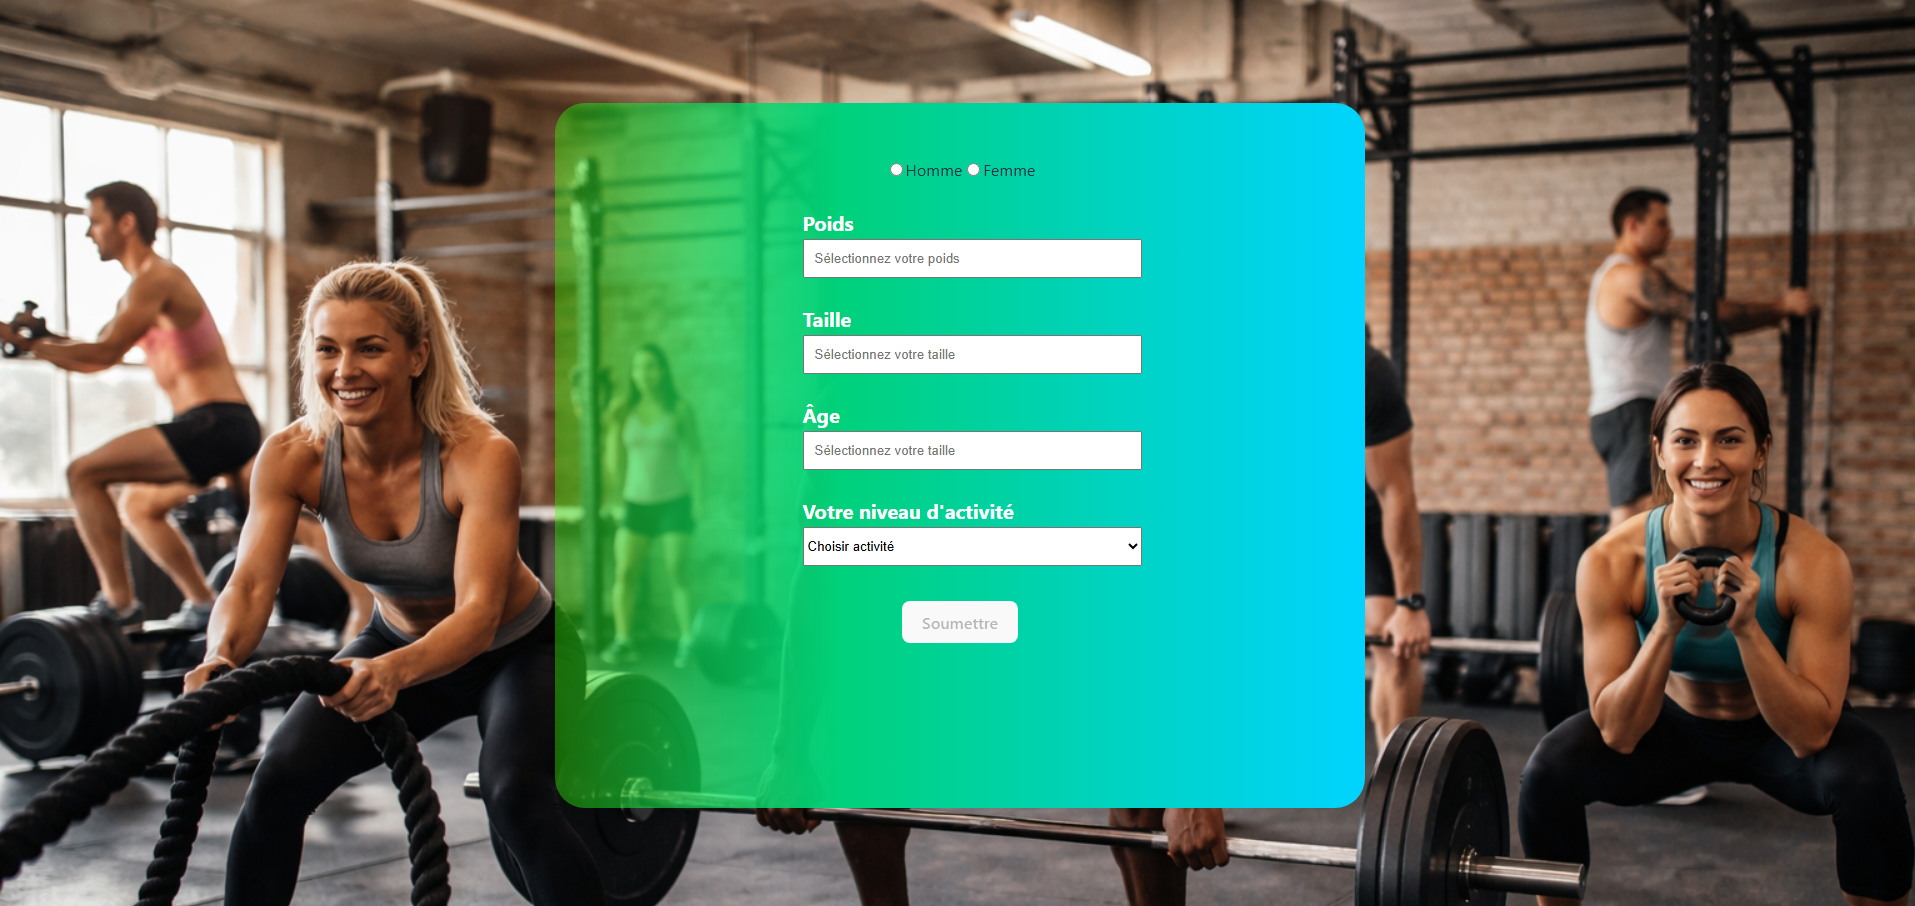 Homme Femme
Poids
Sélectionnez votre poids
Taille
Sélectionnez votre taille
Âge
Sélectionnez votre taille
Votre niveau d'activité
Choisir activité
Soumettre